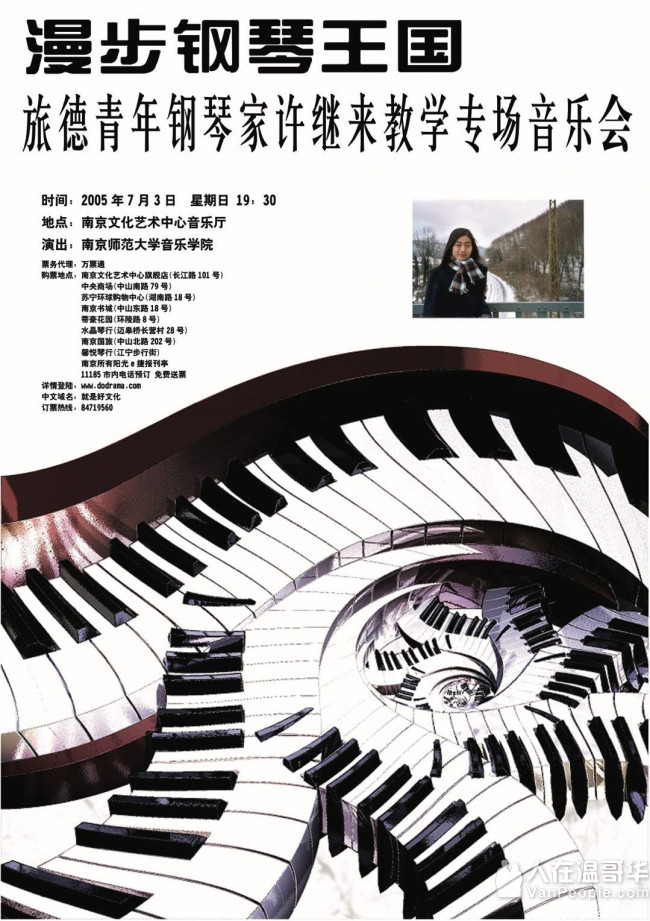 漫步钢琴王国
旅德青年钢琴家许继来教学专场音乐会
时间：2005 年 7 月 3 日　星期日 19：30
地点：南京文化艺术中心音乐厅
演出：南京师范大学音乐学院
票务代理：万票通
购票地点：南京文化艺术中心旗舰店(长江路 101 号)
中央商场(中山南路 79 号)
苏宁环球购物中心(湖南路 18 号)
南京书城(中山东路 18 号)
蒂豪花园(环陵路 8 号)
水晶琴行(迈皋桥长营村 28 号)
南京国旅(中山北路 202 号)
馨悦琴行(江宁步行街)
南京所有阳光 e 捷报刊亭
11185 市内电话预订 免费送票
详情登陆：www.dodrama.com
中文域名：就是好文化
订票热线：84719560
人在温哥华
VanPeople.com